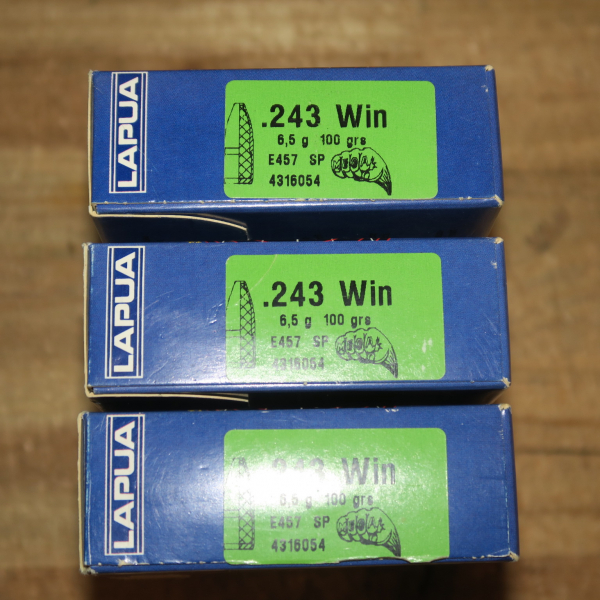 LAPUA
.243 Win
6,5 g 100 grs
E457 SP
4316054
LAPUA
.243 Win
6,5 g 100 grs
E457 SP
4316054
LAPUA
.243 Win
6,5 g 100 grs
E457 SP
4316054